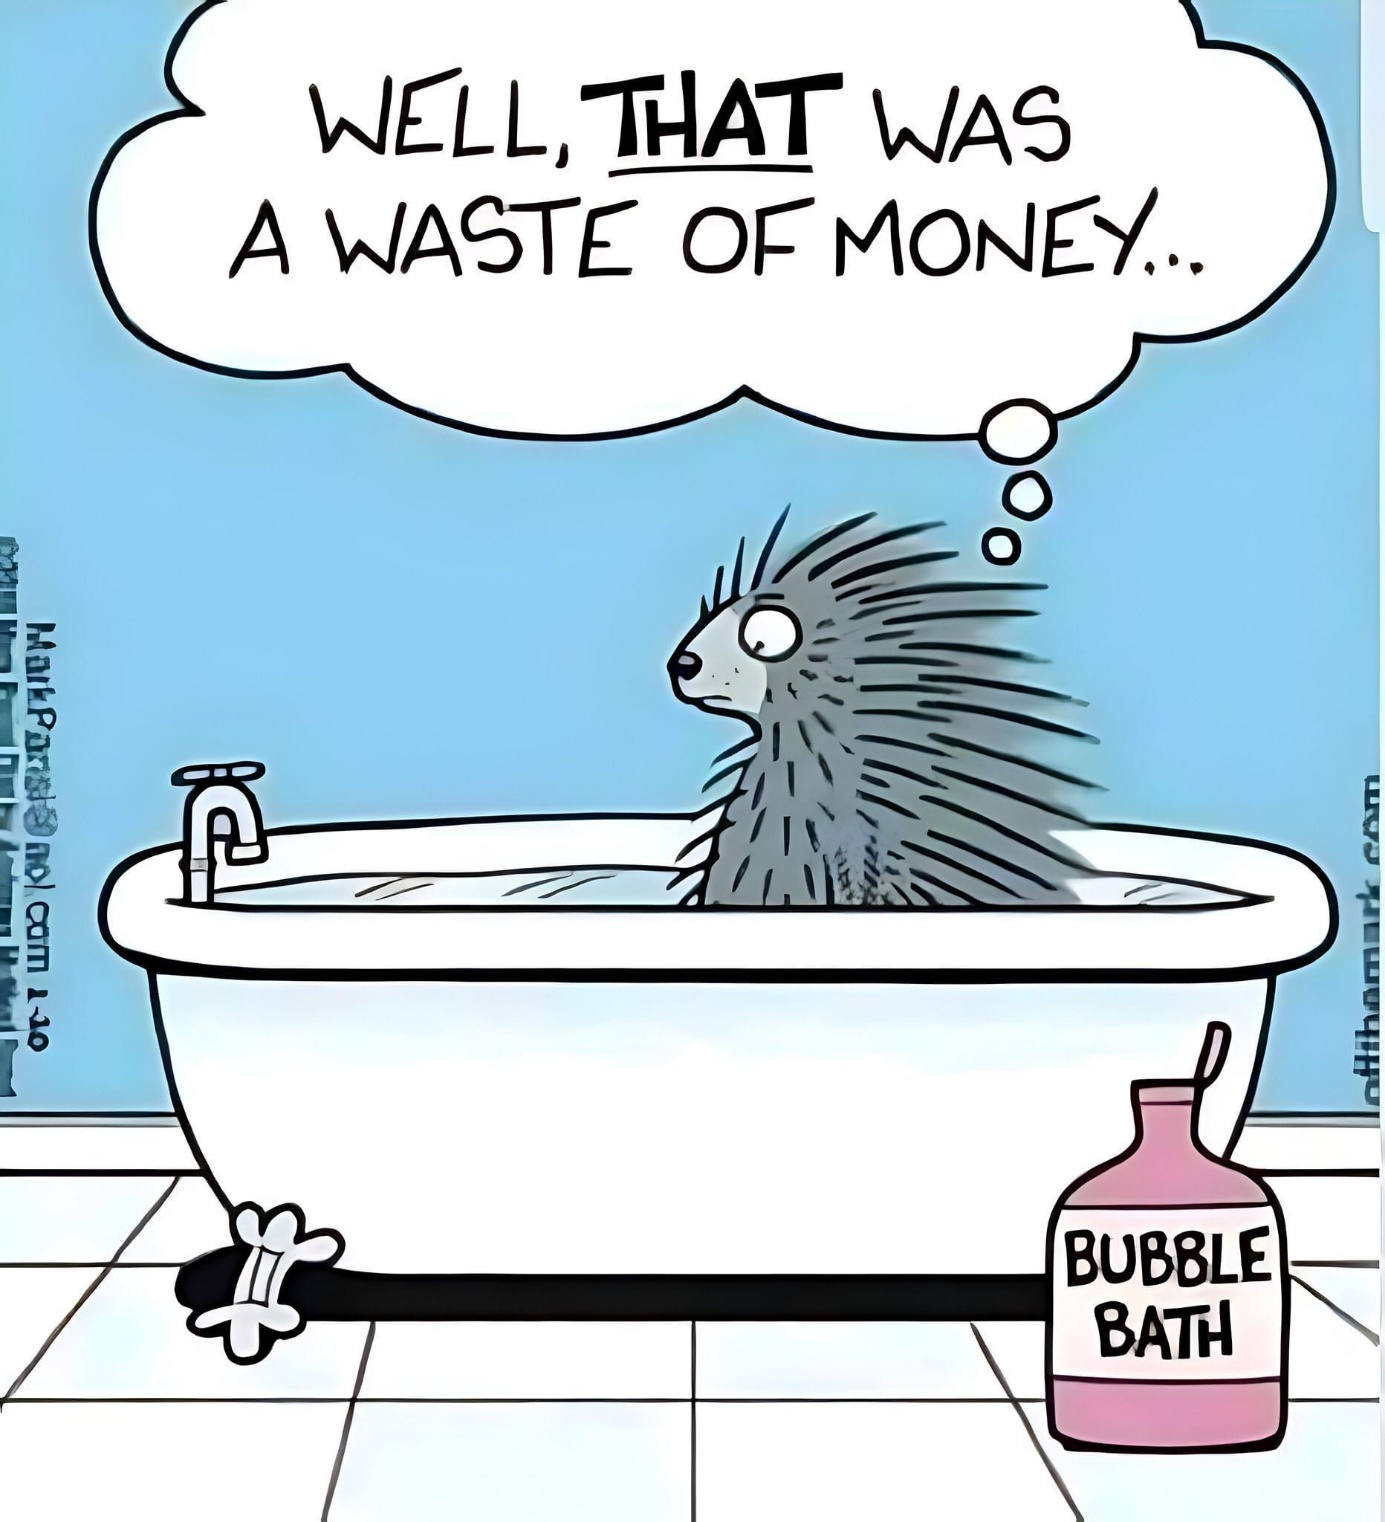 WELL, THAT WAS
A WASTE OF MONEY...
BUBBLE
BATH